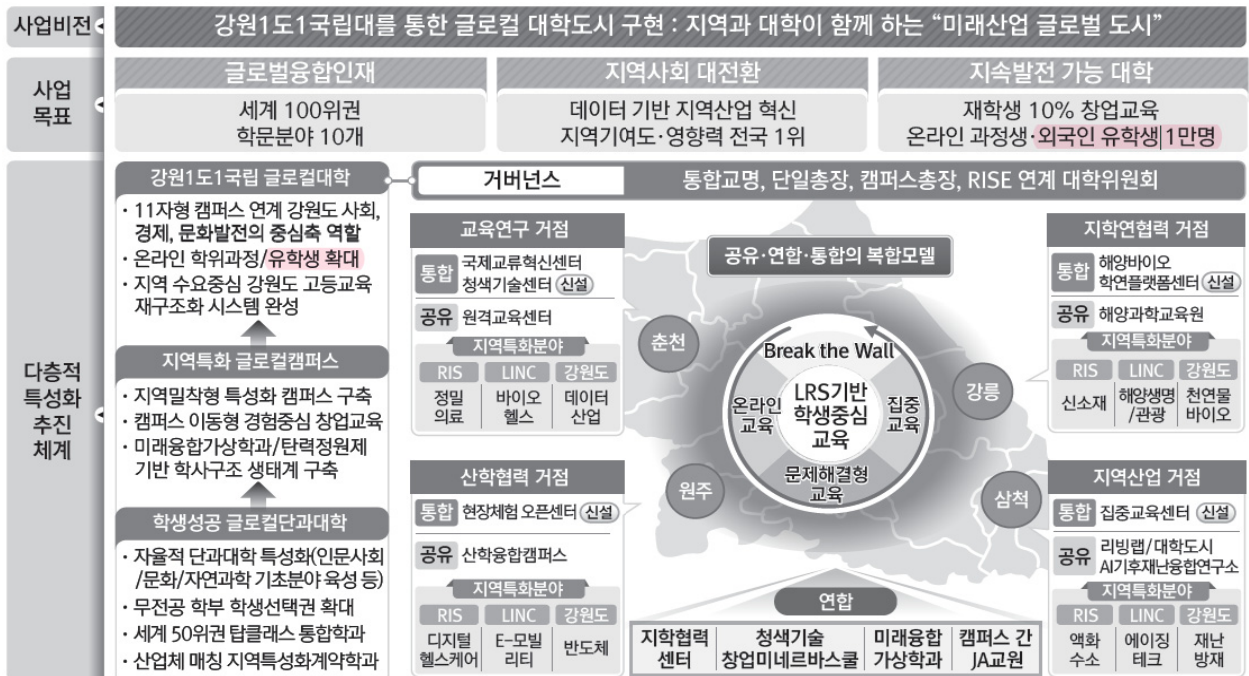 사업비전
강원1도1국립대를 통한 글로컬 대학도시 구현 : 지역과 대학이 함께 하는 “미래산업 글로벌 도시”
사업
목표
글로벌융합인재
세계 100위권
학문분야 10개
지역사회 대전환
데이터 기반 지역산업 혁신
지역기여도·영향력 전국 1위
지속발전 가능 대학
재학생 10% 창업교육
온라인 과정생·외국인 유학생 1만명
다층적
특성화
추진
체계
강원1도1국립 글로컬대학
· 11자형 캠퍼스 연계 강원도 사회,
경제, 문화발전의 중심축 역할
· 온라인 학위과정/유학생 확대
· 지역 수요중심 강원도 고등교육
재구조화 시스템 완성
지역특화 글로컬캠퍼스
· 지역밀착형 특성화 캠퍼스 구축
· 캠퍼스 이동형 경험중심 창업교육
· 미래융합가상학과/탄력정원제
기반 학사구조 생태계 구축
학생성공 글로컬단과대학
· 자율적 단과대학 특성화(인문사회
/문화/자연과학 기초분야 육성 등)
· 무전공 학부 학생선택권 확대
· 세계 50위권 탑클래스 통합학과
· 산업체 매칭 지역특성화계약학과
거버넌스
통합교명, 단일총장, 캠퍼스총장, RISE 연계 대학위원회
교육연구 거점
통합 국제교류혁신센터
청색기술센터 신설
공유 원격교육센터
지역특화분야
RIS LINC 강원도
정밀 바이오 데이터
의료 헬스 산업
산학협력 거점
통합 현장체험 오픈센터 신설
공유 산학융합캠퍼스
지역특화분야
RIS LINC 강원도
디지털 E-모빌 반도체
헬스케어 리티
공유·연합·통합의 복합모델
춘천
강릉
원주
삼척
Break the Wall
온라인
교육
LRS기반
학생중심
교육
집중
교육
문제해결형
교육
연합
지학협력 청색기술 미래융합 캠퍼스 간
센터 창업미네르바스쿨 가상학과 JA교원
지학연협력 거점
통합 해양바이오
학연플랫폼센터 신설
공유 해양과학교육원
지역특화분야
RIS LINC 강원도
신소재 해양생명 천연물
/관광 바이오
지역산업 거점
통합 집중교육센터 신설
공유 리빙랩/대학도시
AI기후재난융합연구소
지역특화분야
RIS LINC 강원도
액화 에이징 재난
수소 테크 방재